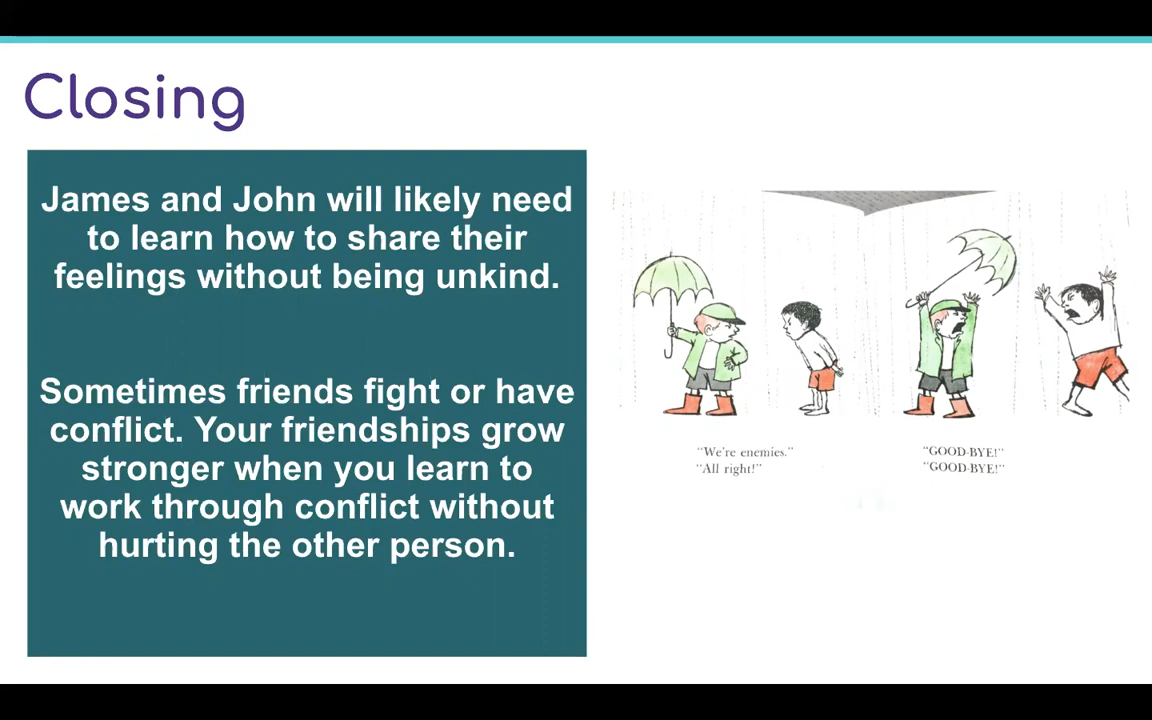 Closing
James and John will likely need
to learn how to share their
feelings without being unkind.
Sometimes friends fight or have
conflict. Your friendships grow
stronger when you learn to
work through conflict without
hurting the other person.
"We're enemies."
"All right!"
"GOOD-BYE!"
"GOOD-BYE!"